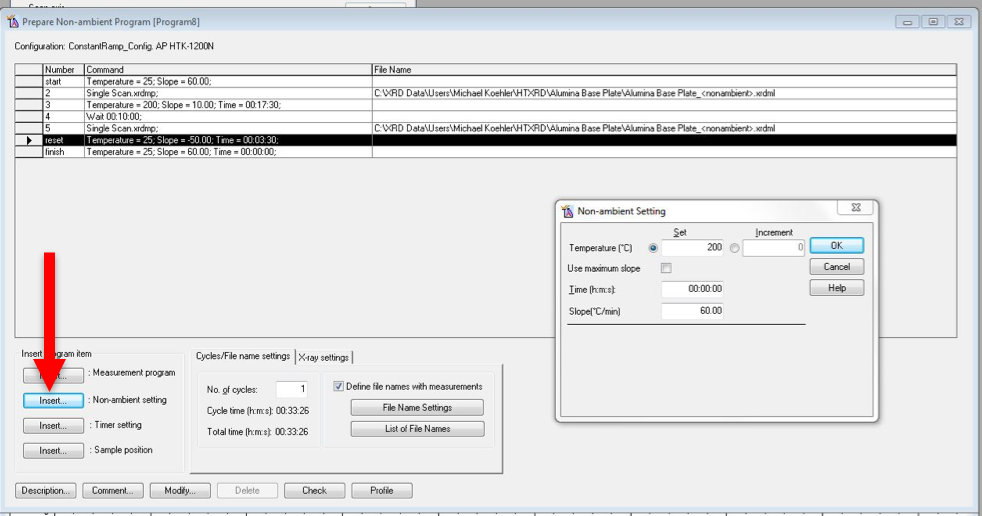 Prepare Non-ambient Program [Program8]
Configuration: ConstantRamp_Config. AP HTK-1200N
Number Command File Name
start Temperature = 25; Slope = 60.00;
2 Single Scan.xrdmp; C:\XRD Data\Users\Michael Koehler\HTXRD\Alumina Base Plate\Alumina Base Plate_<nonambient>.xrdml
3 Temperature = 200; Slope = 10.00; Time = 00:17:30;
4 Wait 00:10:00;
5 Single Scan.xrdmp; C:\XRD Data\Users\Michael Koehler\HTXRD\Alumina Base Plate\Alumina Base Plate_<nonambient>.xrdml
reset Temperature = 25; Slope = -50.00; Time = 00:03:30;
finish Temperature = 25; Slope = 60.00; Time = 00:00:00;
Non-ambient Setting
Set Increment
Temperature (°C) 200 0 OK
Use maximum slope Cancel
Time (h:m:s): 00:00:00 Help
Slope(°C/min) 60.00
Insert program item
: Measurement program
Insert... : Non-ambient setting
Insert... : Timer setting
Insert... : Sample position
Cycles/File name settings X-ray settings
No. of cycles: 1
Cycle time (h:m:s): 00:33:26
Total time (h:m:s): 00:33:26
Define file names with measurements
File Name Settings
List of File Names
Description... Comment... Modify... Delete Check Profile